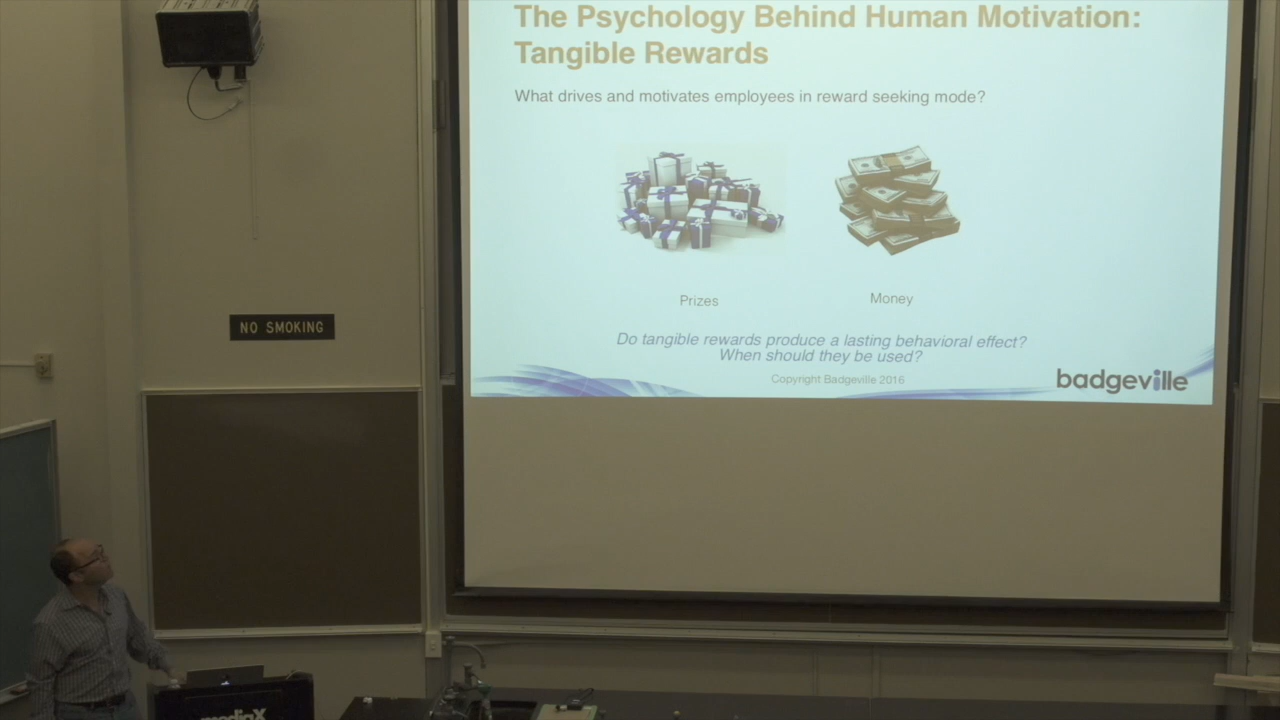 The Psychology Behind Human Motivation:
Tangible Rewards
What drives and motivates employees in reward seeking mode?
Prizes
Money
Do tangible rewards produce a lasting behavioral effect?
When should they be used?
Copyright Badgeville 2016
badgeville
NO SMOKING
mediaX